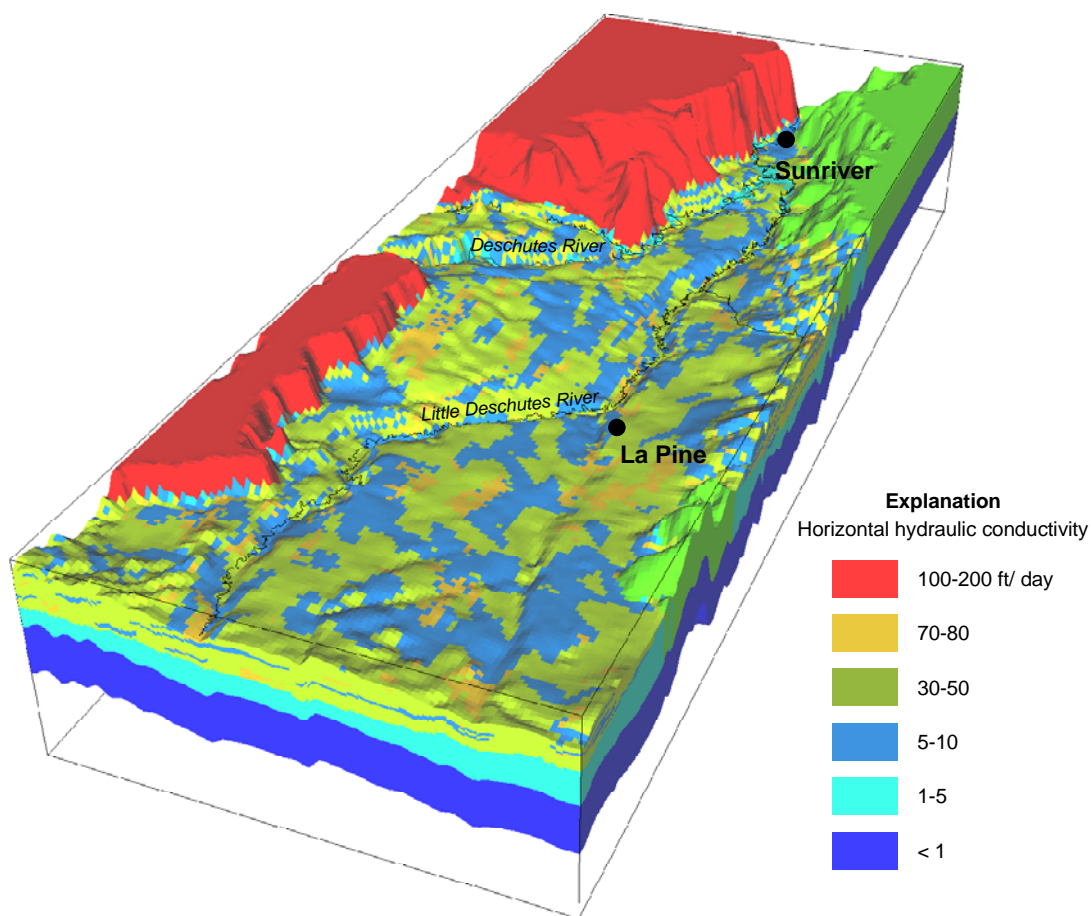 Sunriver
Deschutes River
Little Deschutes River
La Pine
Explanation
Horizontal hydraulic conductivity
100-200 ft/ day
70-80
30-50
5-10
1-5
< 1